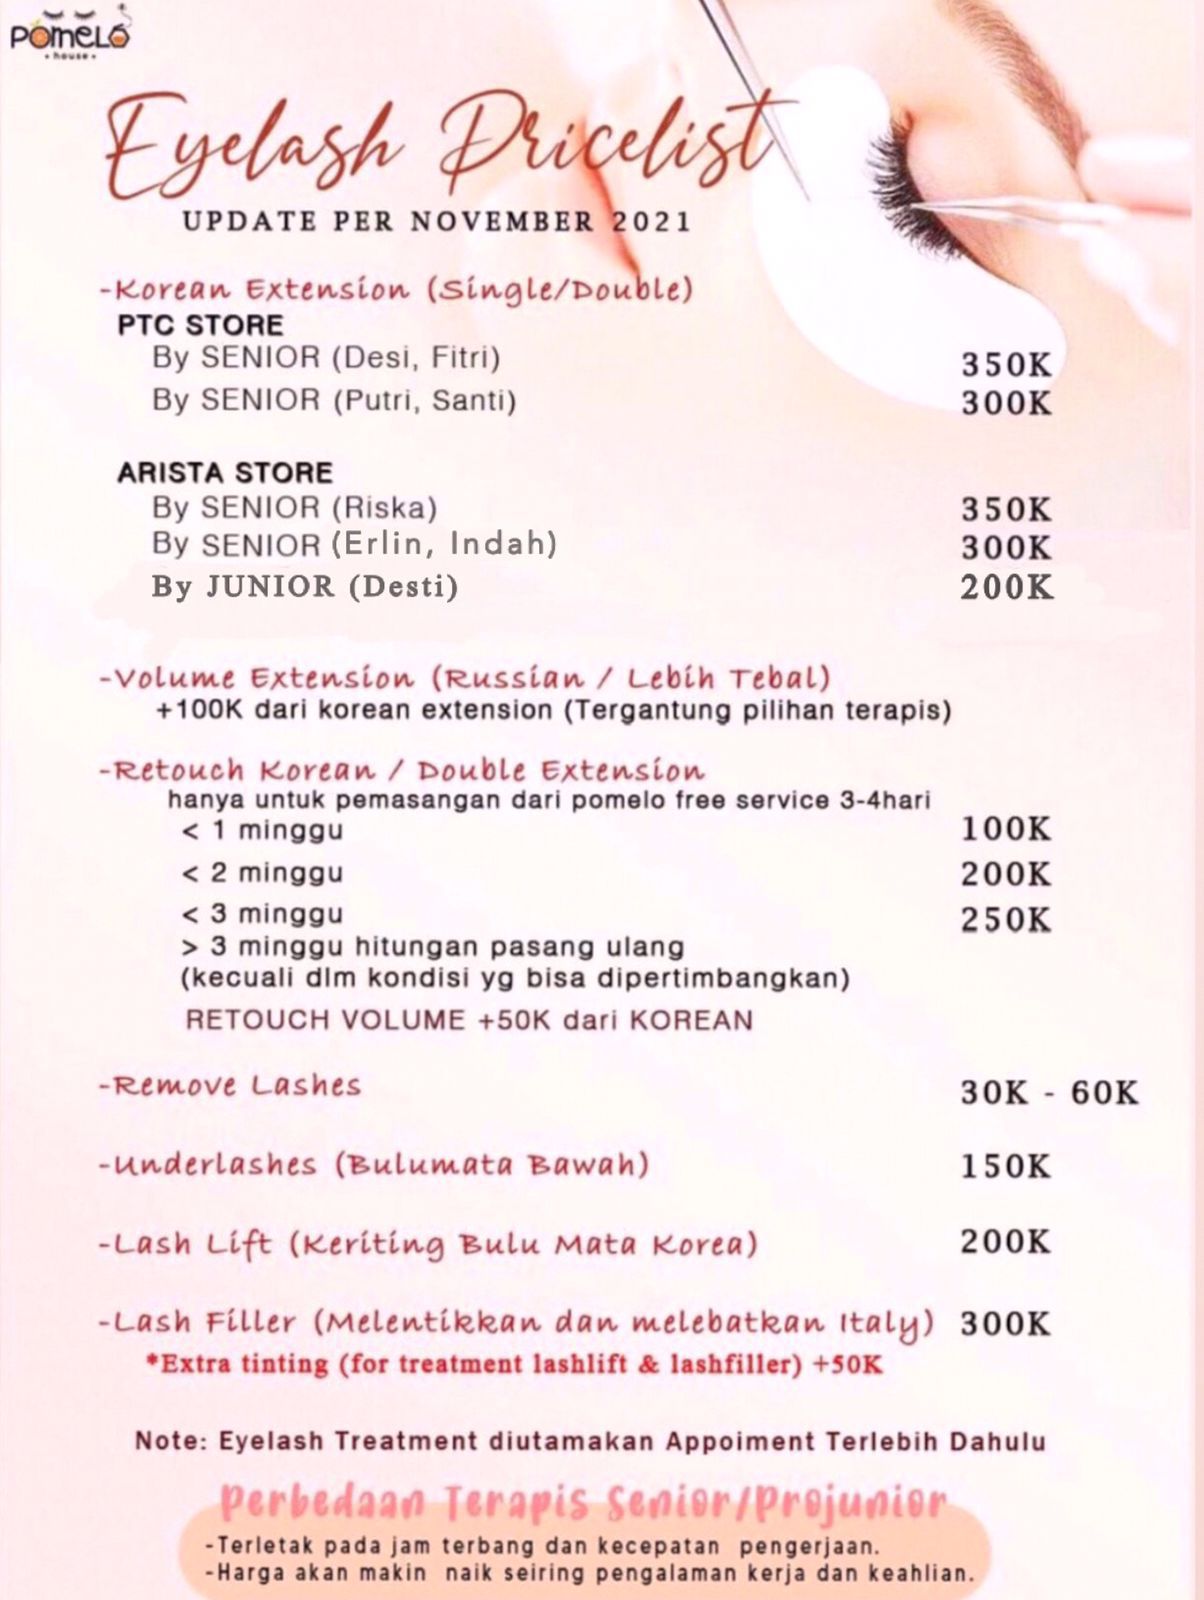 POMELO
• house •
Eyelash Pricelist
UPDATE PER NOVEMBER 2021
-Korean Extension (Single/Double)
PTC STORE
By SENIOR (Desi, Fitri) 350K
By SENIOR (Putri, Santi) 300K
ARISTA STORE
By SENIOR (Riska) 350K
By SENIOR (Erlin, Indah) 300K
By JUNIOR (Desti) 200K
-Volume Extension (Russian / Lebih Tebal)
+100K dari korean extension (Tergantung pilihan terapis)
-Retouch Korean / Double Extension
hanya untuk pemasangan dari pomelo free service 3-4hari
< 1 minggu 100K
< 2 minggu 200K
< 3 minggu 250K
> 3 minggu hitungan pasang ulang
(kecuali dlm kondisi yg bisa dipertimbangkan)
RETOUCH VOLUME +50K dari KOREAN
-Remove Lashes 30K - 60K
-Underlashes (Bulumata Bawah) 150K
-Lash Lift (Keriting Bulu Mata Korea) 200K
-Lash Filler (Melentikkan dan melebatkan Italy) 300K
*Extra tinting (for treatment lashlift & lashfiller) +50K
Note: Eyelash Treatment diutamakan Appoiment Terlebih Dahulu
Perbedaan Terapis Senior/Projunior
-Terletak pada jam terbang dan kecepatan pengerjaan.
-Harga akan makin naik seiring pengalaman kerja dan keahlian.